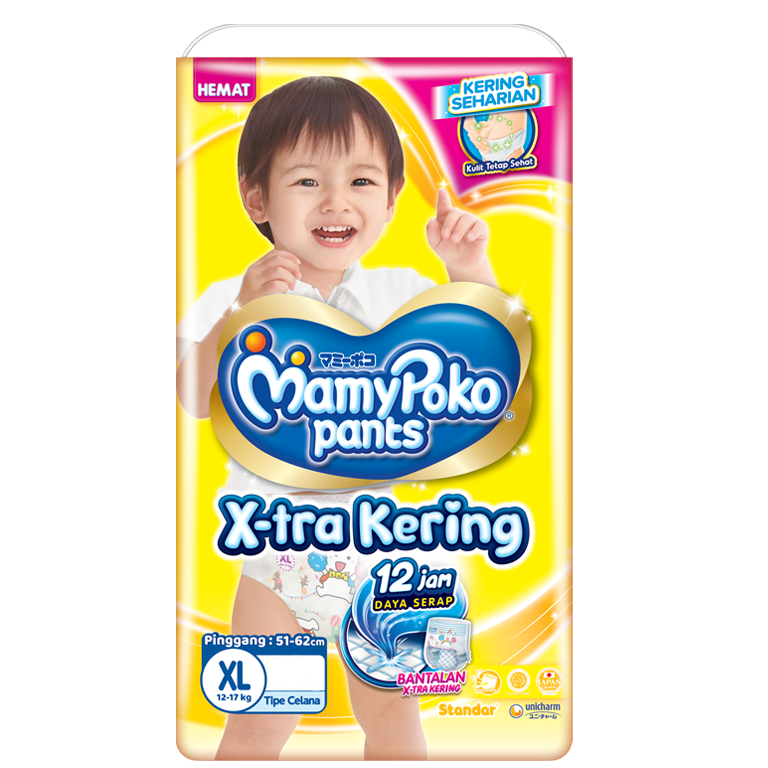 HEMAT
KERING
SEHARIAN
Kulit Tetap Sehat
マミーポコ
MamyPoko
pants
®
X-tra Kering
XL
12 jam
DAYA SERAP
Pinggang : 51-62cm
XL
12-17 kg
Tipe Celana
BANTALAN
X-TRA KERING
JAPAN
Standar
unicharm
ユニ・チャーム